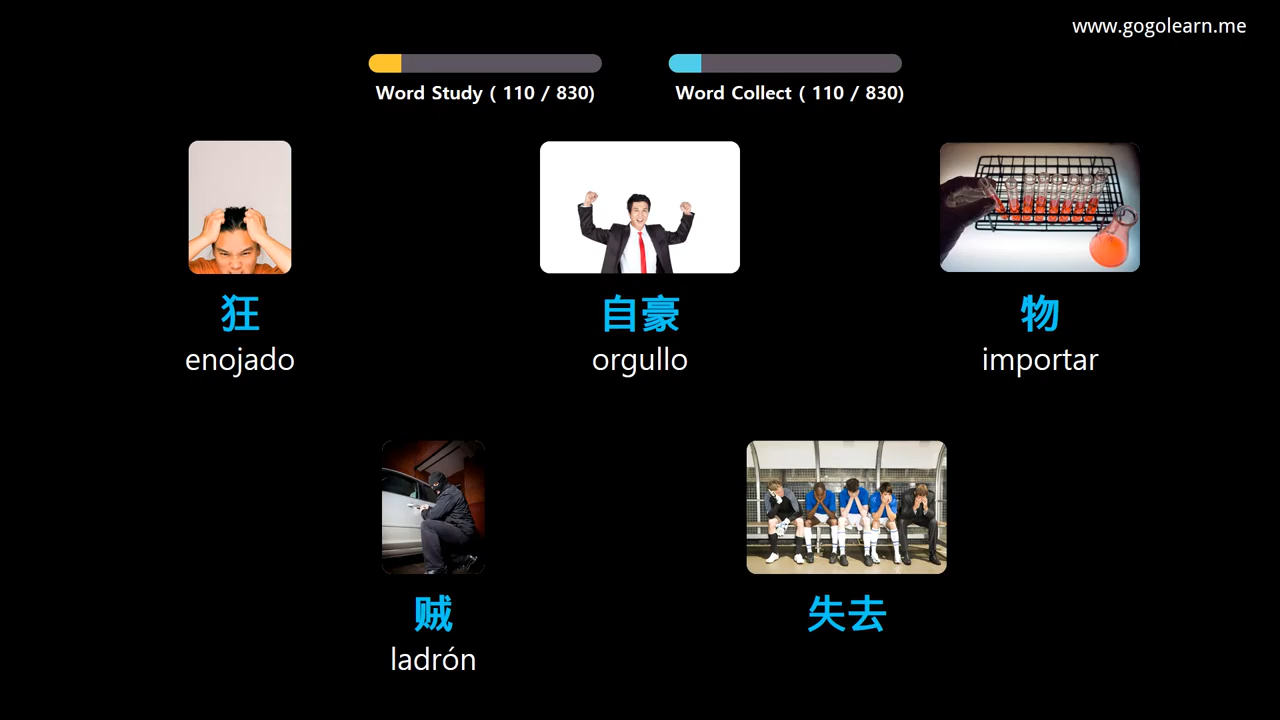 www.gogolearn.me
Word Study ( 110 / 830)
Word Collect ( 110 / 830)
狂
enojado
自豪
orgullo
物
importar
贼
ladrón
失去